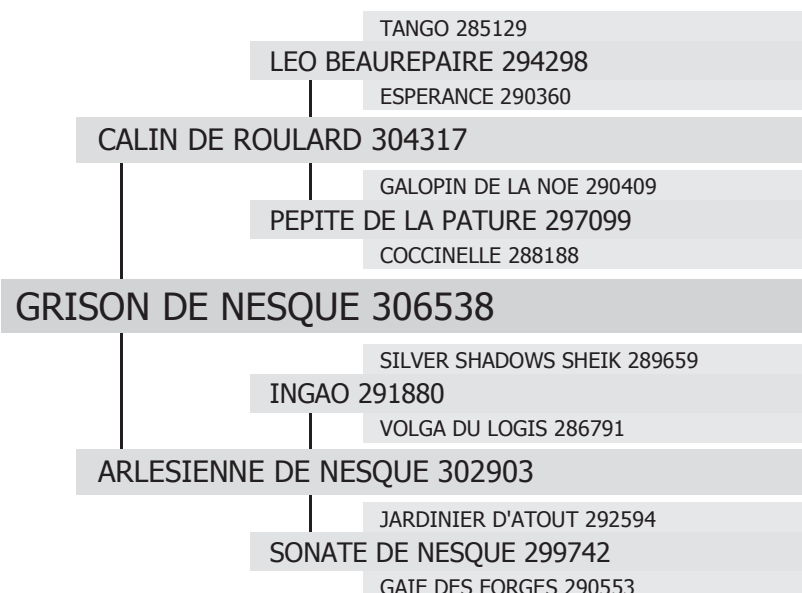 TANGO 285129
LEO BEAUREPAIRE 294298
ESPERANCE 290360
CALIN DE ROULARD 304317
GALOPIN DE LA NOE 290409
PEPITE DE LA PATURE 297099
COCCINELLE 288188
GRISON DE NESQUE 306538
SILVER SHADOWS SHEIK 289659
INGAO 291880
VOLGA DU LOGIS 286791
ARLESIENNE DE NESQUE 302903
JARDINIER D'ATOUT 292594
SONATE DE NESQUE 299742
GAIE DES FORGES 290553